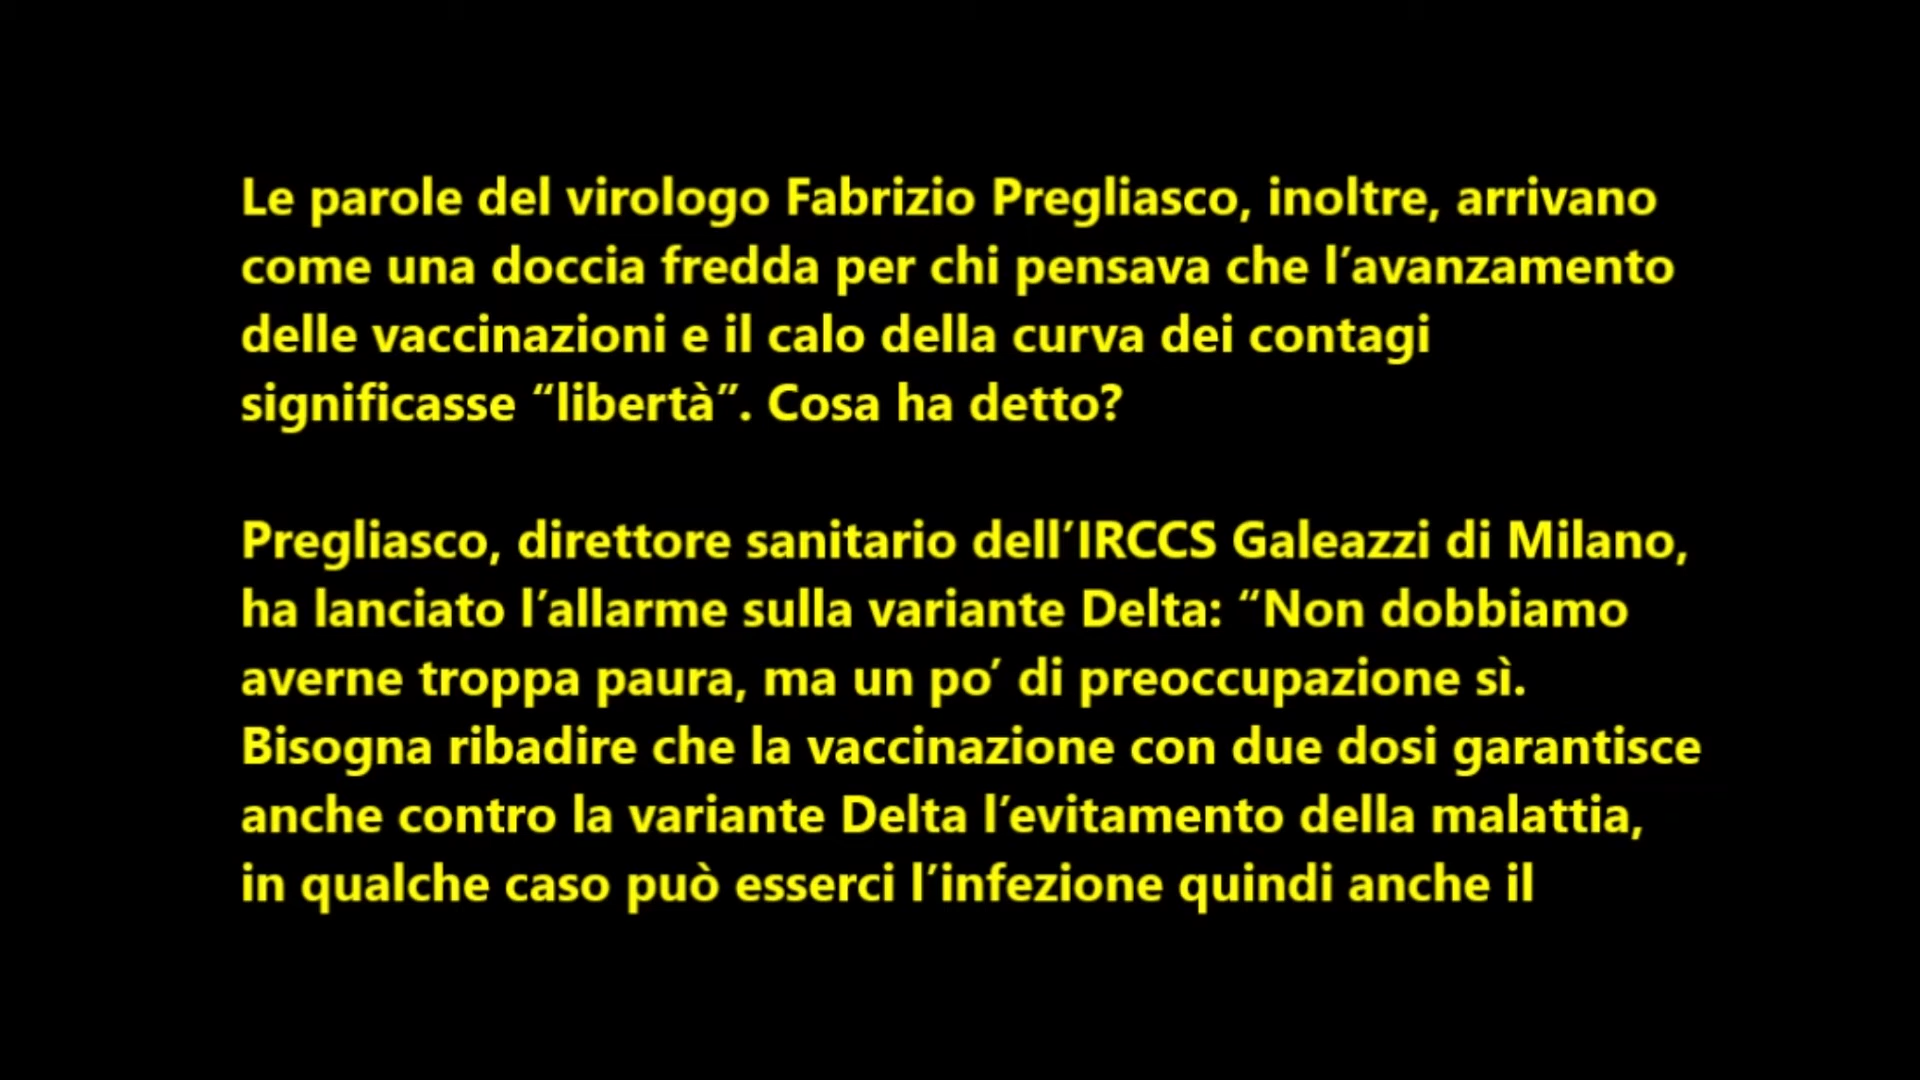 Le parole del virologo Fabrizio Pregliasco, inoltre, arrivano
come una doccia fredda per chi pensava che l’avanzamento
delle vaccinazioni e il calo della curva dei contagi
significasse “libertà”. Cosa ha detto?
Pregliasco, direttore sanitario dell’IRCCS Galeazzi di Milano,
ha lanciato l’allarme sulla variante Delta: “Non dobbiamo
averne troppa paura, ma un po’ di preoccupazione sì.
Bisogna ribadire che la vaccinazione con due dosi garantisce
anche contro la variante Delta l’evitamento della malattia,
in qualche caso può esserci l’infezione quindi anche il